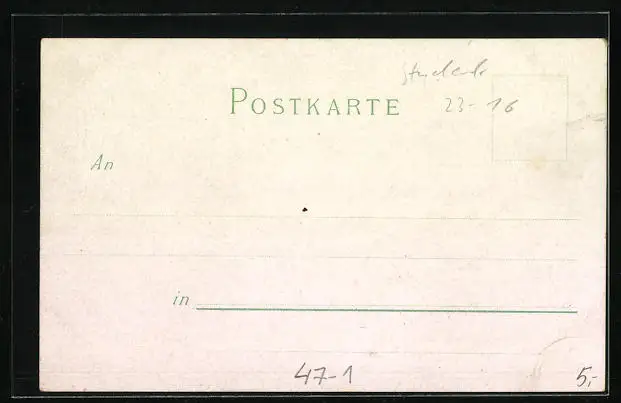 POSTKARTE
23-16
An
in
47-1
5,-